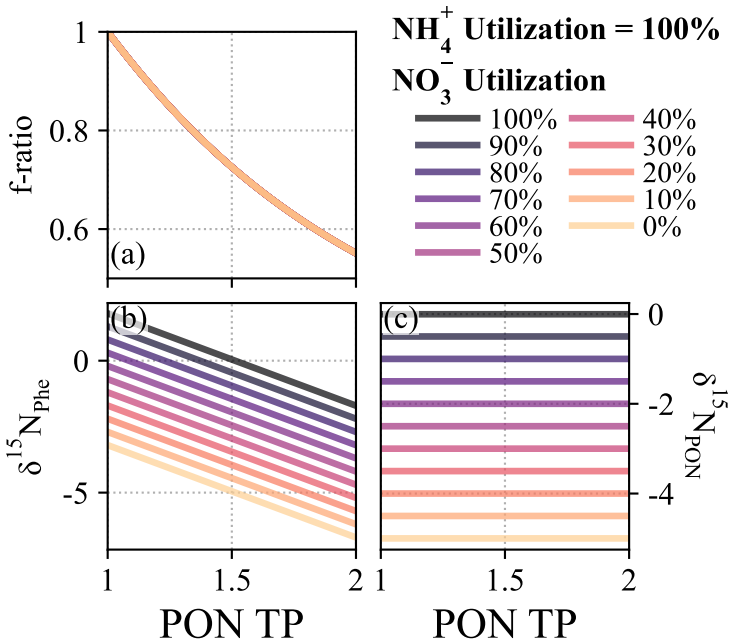 1
0.8
0.6
f-ratio
(a)
NH₄⁺ Utilization = 100%
NO₃⁻ Utilization
100% 40%
90% 30%
80% 20%
70% 10%
60% 0%
50%
(b)
0
-5
δ¹⁵N_Phe
1 1.5 2
PON TP
(c)
0
-2
-4
δ¹⁵N_PON
1 1.5 2
PON TP